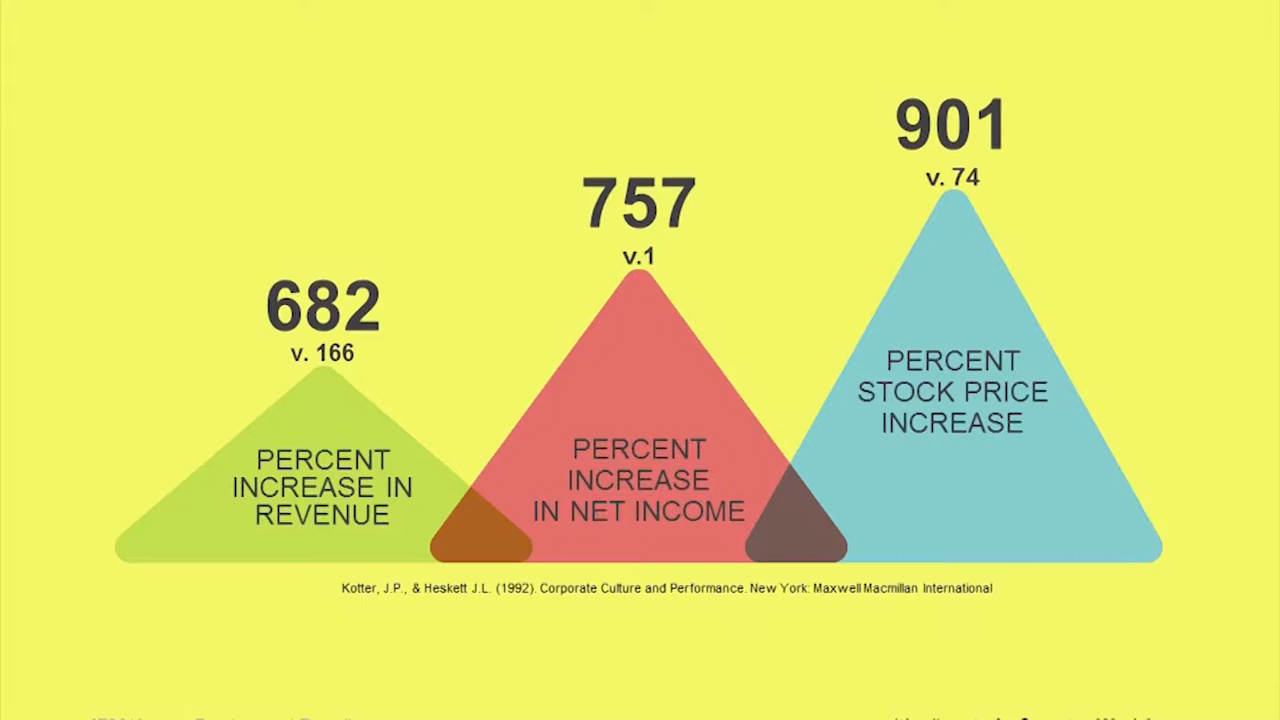 901
v. 74
757
v.1
682
v. 166
PERCENT
STOCK PRICE
INCREASE
PERCENT
INCREASE
IN NET INCOME
PERCENT
INCREASE IN
REVENUE
Kotter, J.P., & Heskett J.L. (1992). Corporate Culture and Performance. New York: Maxwell Macmillan International